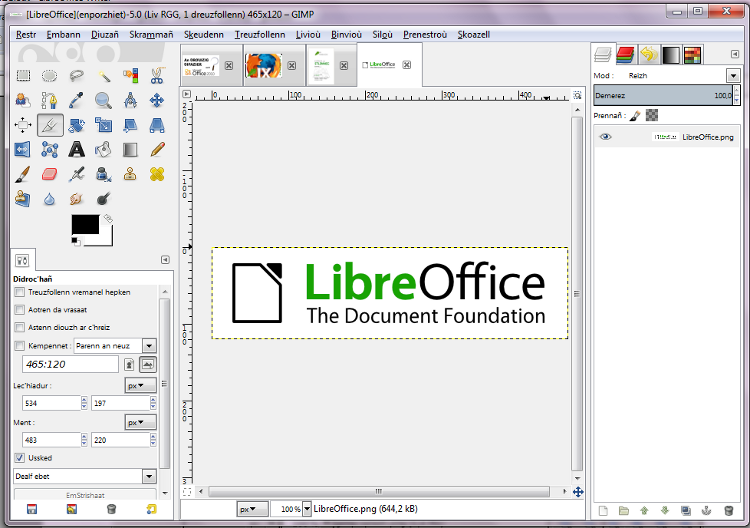 [LibreOffice](enporzhiet)-5.0 (Liv RGG, 1 dreuzfollenn) 465x120 – GIMP
Restr Embann Diuzañ Skrammañ Skeudenn Treuzfollenn Livioù Binvioù Siloù Prenestroù Skoazell
LibreOffice
Mod : Reizh
Demerez 100,0
Prennañ :
LibreOffice.png
0 100 200 300 400
LibreOffice
The Document Foundation
Didroc'hañ
Treuzfollenn vremanel hepken
Aotren da vrasaat
Astenn diouzh ar c'hreiz
Kempennet : Parenn an neuz
465:120
Lec'hiadur : px
534 197
Ment : px
483 220
Ussked
Dealf ebet
EmStrishaat
px 100 % LibreOffice.png (644,2 kB)